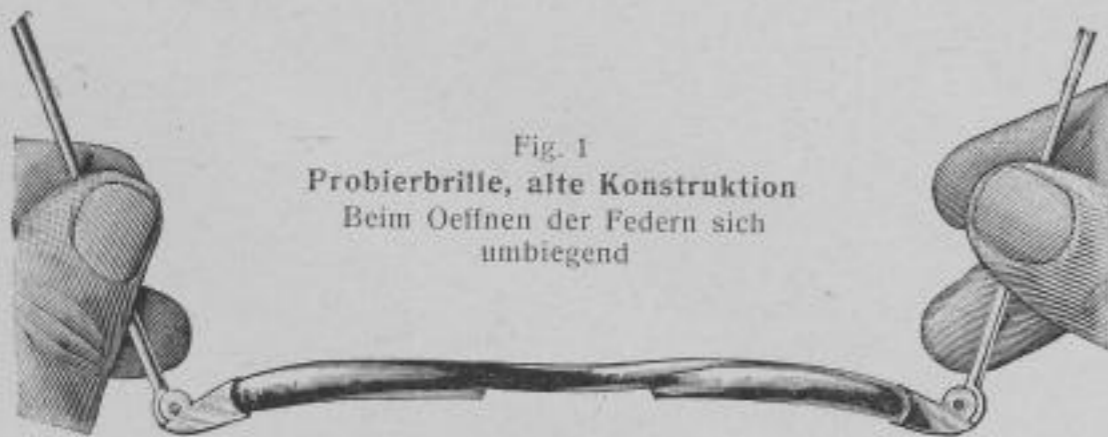 Fig. 1
Probierbrille, alte Konstruktion
Beim Oeffnen der Federn sich
umbiegend